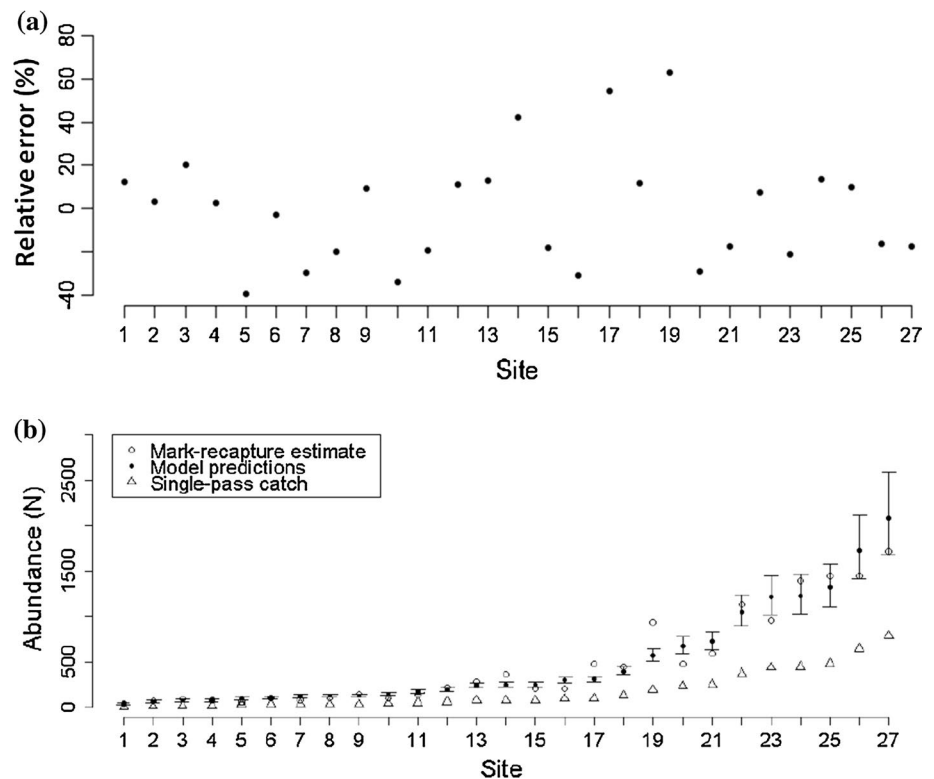 (a)
Relative error (%)
80
60
40
20
0
-40
1 2 3 4 5 6 7 8 9 11 13 15 17 19 21 23 25 27
Site
(b)
Abundance (N)
2500
1500
500
0
Mark-recapture estimate
Model predictions
Single-pass catch
1 2 3 4 5 6 7 8 9 11 13 15 17 19 21 23 25 27
Site